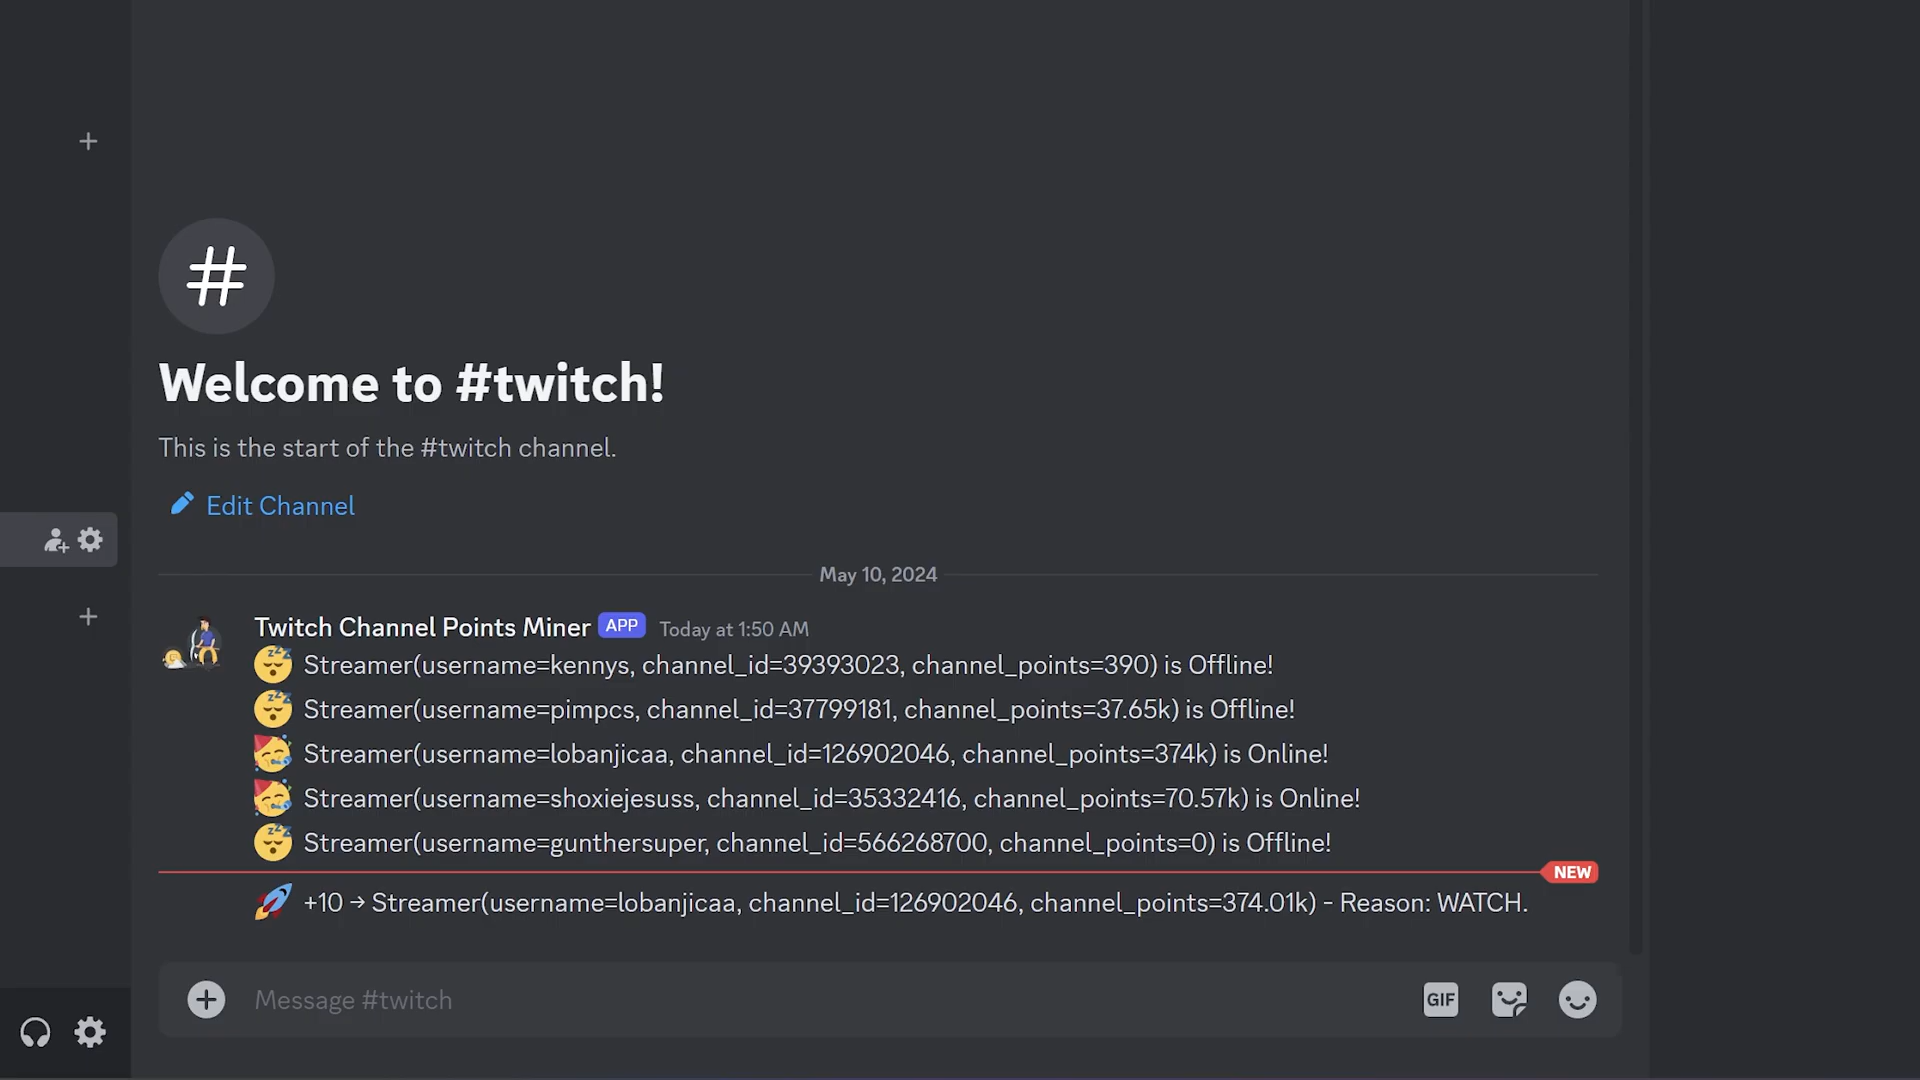 Welcome to #twitch!
This is the start of the #twitch channel.
Edit Channel
May 10, 2024
Twitch Channel Points Miner APP Today at 1:50 AM
Streamer(username=kennys, channel_id=39393023, channel_points=390) is Offline!
Streamer(username=pimpcs, channel_id=37799181, channel_points=37.65k) is Offline!
Streamer(username=lobanjicaa, channel_id=126902046, channel_points=374k) is Online!
Streamer(username=shoxiejesuss, channel_id=35332416, channel_points=70.57k) is Online!
Streamer(username=gunthersuper, channel_id=566268700, channel_points=0) is Offline!
NEW
+10 → Streamer(username=lobanjicaa, channel_id=126902046, channel_points=374.01k) - Reason: WATCH.
Message #twitch
GIF